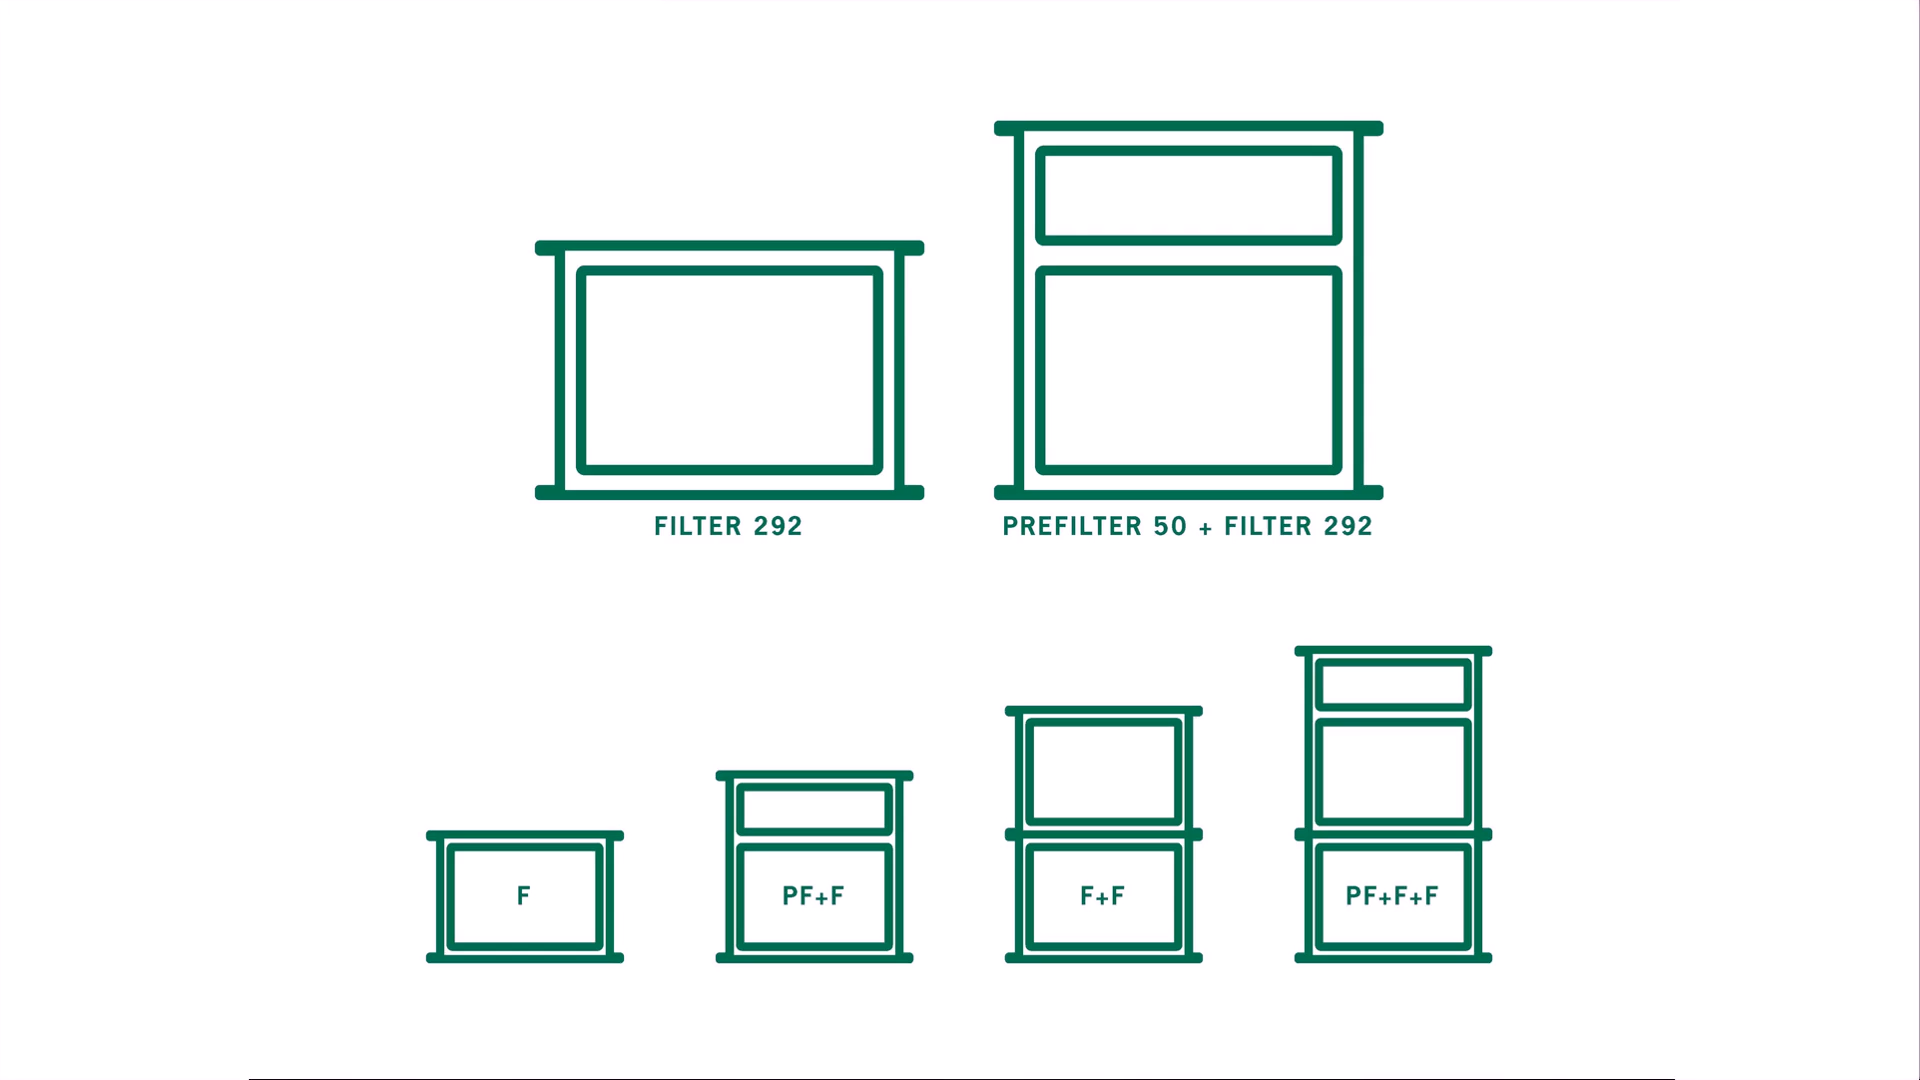 FILTER 292
PREFILTER 50 + FILTER 292
F
PF+F
F+F
PF+F+F